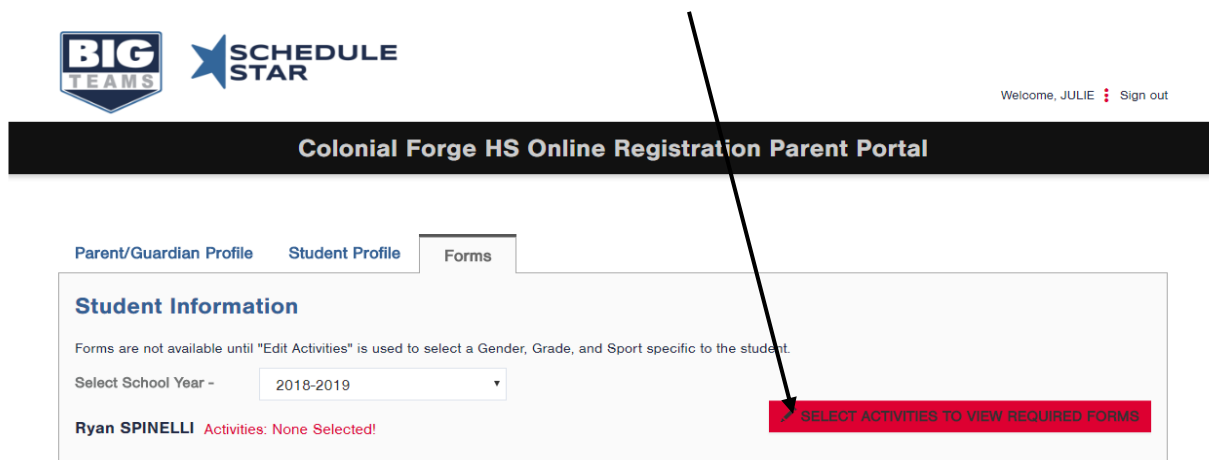 BIG
TEAMS
SCHEDULE
STAR
Welcome, JULIE Sign out
Colonial Forge HS Online Registration Parent Portal
Parent/Guardian Profile Student Profile Forms
Student Information
Forms are not available until "Edit Activities" is used to select a Gender, Grade, and Sport specific to the student.
Select School Year - 2018-2019
SELECT ACTIVITIES TO VIEW REQUIRED FORMS
Ryan SPINELLI Activities: None Selected!